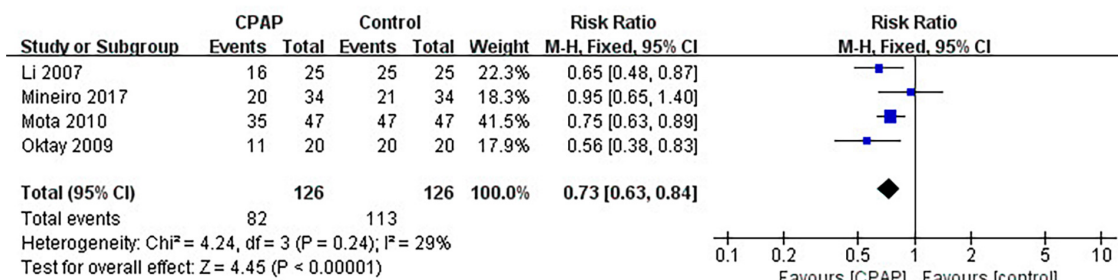 CPAP Control Risk Ratio Risk Ratio
Study or Subgroup Events Total Events Total Weight M-H, Fixed, 95% CI M-H, Fixed, 95% CI
Li 2007 16 25 25 25 22.3% 0.65 [0.48, 0.87]
Mineiro 2017 20 34 21 34 18.3% 0.95 [0.65, 1.40]
Mota 2010 35 47 47 47 41.5% 0.75 [0.63, 0.89]
Oktay 2009 11 20 20 20 17.9% 0.56 [0.38, 0.83]
Total (95% CI) 126 126 100.0% 0.73 [0.63, 0.84]
Total events 82 113
Heterogeneity: Chi² = 4.24, df = 3 (P = 0.24); I² = 29%
Test for overall effect: Z = 4.45 (P < 0.00001)
0.1 0.2 0.5 1 2 5 10
Favours [CPAP] Favours [control]